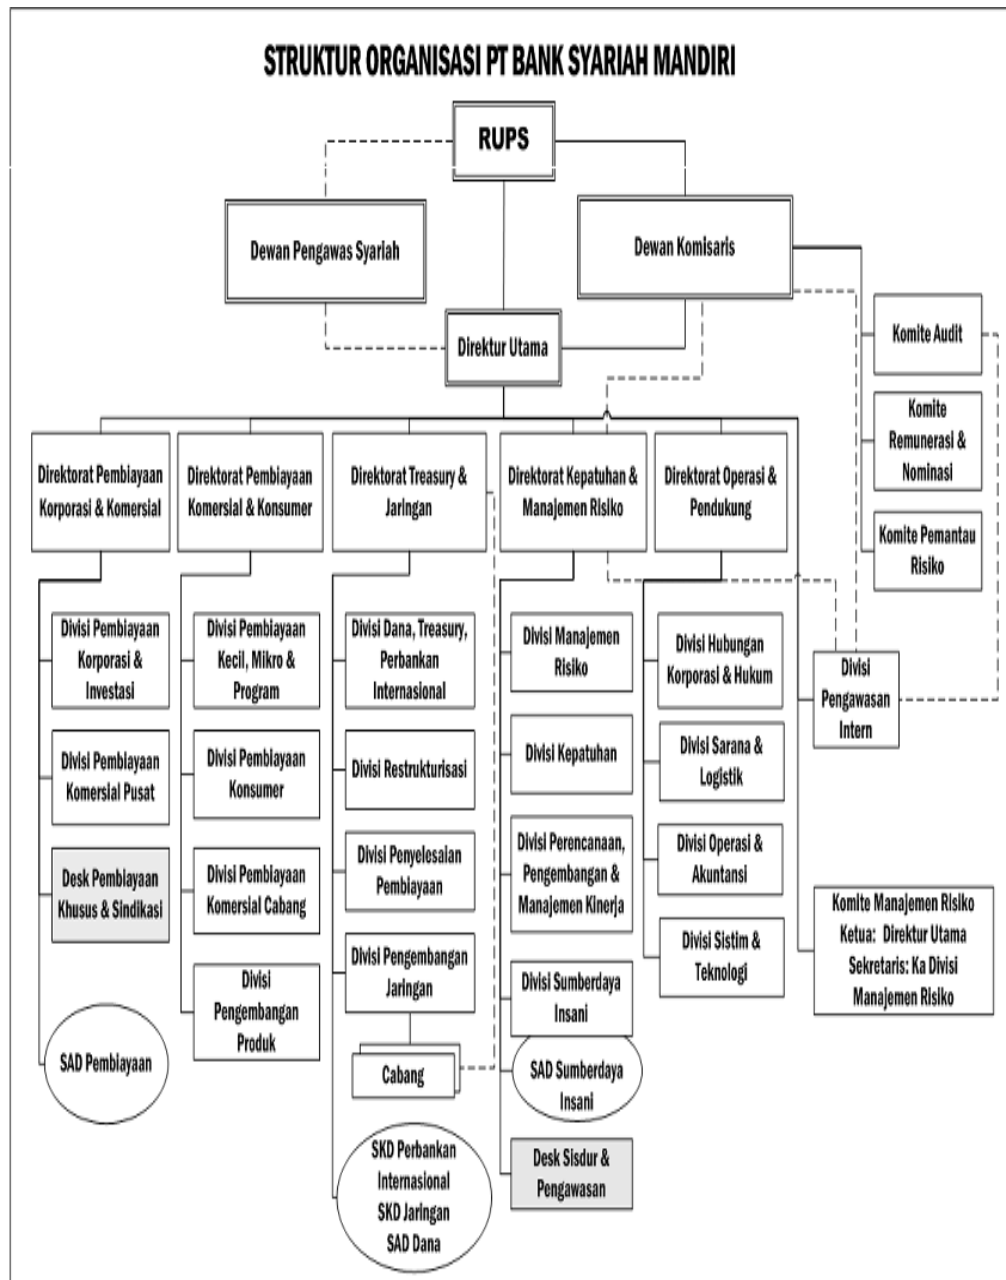 STRUKTUR ORGANISASI PT BANK SYARIAH MANDIRI
RUPS
Dewan Pengawas Syariah
Dewan Komisaris
Direktur Utama
Komite Audit
Komite
Remunerasi &
Nominasi
Komite Pemantau
Risiko
Direktorat Pembiayaan
Korporasi & Komersial
Direktorat Pembiayaan
Komersial & Konsumer
Direktorat Treasury &
Jaringan
Direktorat Kepatuhan &
Manajemen Risiko
Direktorat Operasi &
Pendukung
Divisi Pembiayaan
Korporasi &
Investasi
Divisi Pembiayaan
Komersial Pusat
Desk Pembiayaan
Khusus & Sindikasi
SAD Pembiayaan
Divisi Pembiayaan
Kecil, Mikro &
Program
Divisi Pembiayaan
Konsumer
Divisi Pembiayaan
Komersial Cabang
Divisi
Pengembangan
Produk
Divisi Dana, Treasury,
Perbankan
Internasional
Divisi Restrukturisasi
Divisi Penyelesaian
Pembiayaan
Divisi Pengembangan
Jaringan
Cabang
SKD Perbankan
Internasional
SKD Jaringan
SAD Dana
Divisi Manajemen
Risiko
Divisi Kepatuhan
Divisi Perencanaan,
Pengembangan &
Manajemen Kinerja
Divisi Sumberdaya
Insani
SAD Sumberdaya
Insani
Desk Sisdur &
Pengawasan
Divisi Hubungan
Korporasi & Hukum
Divisi Sarana &
Logistik
Divisi Operasi &
Akuntansi
Divisi Sistim &
Teknologi
Divisi
Pengawasan
Intern
Komite Manajemen Risiko
Ketua: Direktur Utama
Sekretaris: Ka Divisi
Manajemen Risiko